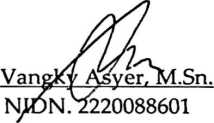 Vangky Asyer, M.Sn.
NIDN. 2220088601